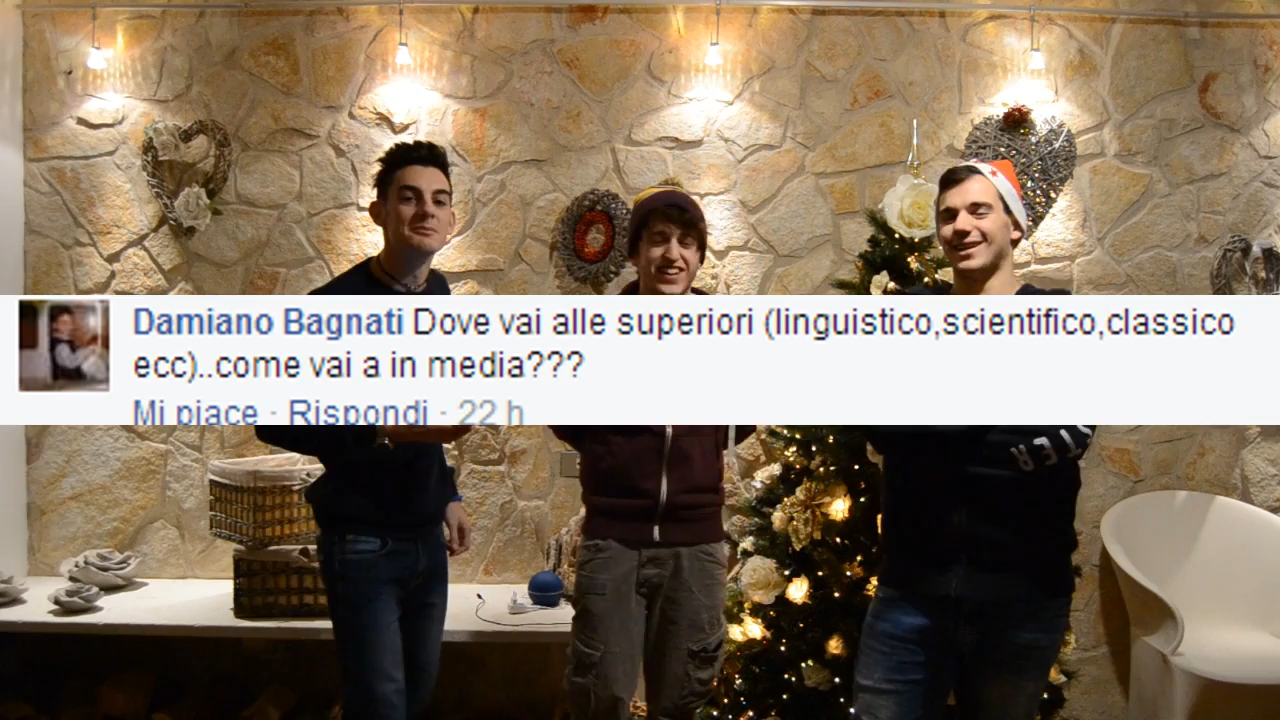 Damiano Bagnati Dove vai alle superiori (linguistico,scientifico,classico
ecc)..come vai a in media???
Mi piace · Rispondi · 22 h